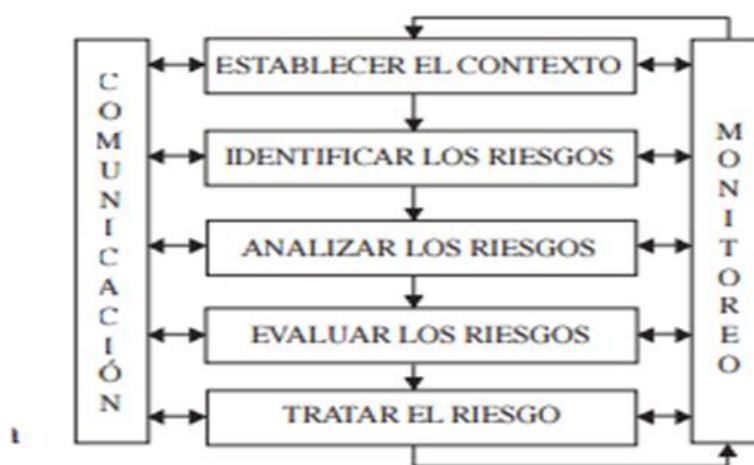 COMUNICACIÓN
ESTABLECER EL CONTEXTO
IDENTIFICAR LOS RIESGOS
ANALIZAR LOS RIESGOS
EVALUAR LOS RIESGOS
TRATAR EL RIESGO
MONITOREO